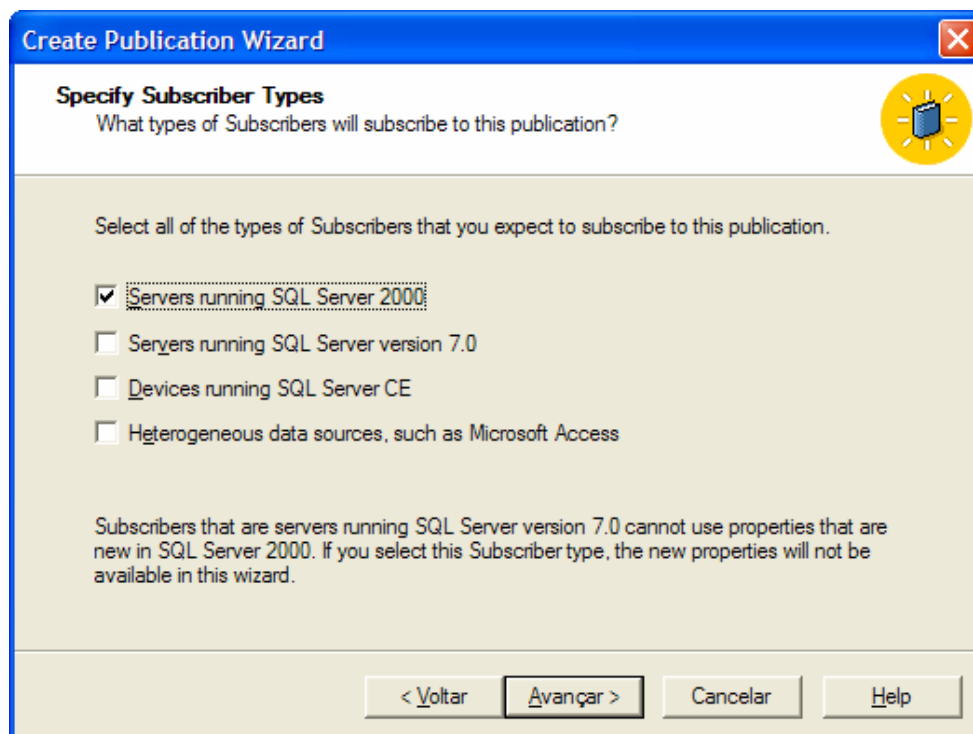 Create Publication Wizard
Specify Subscriber Types
What types of Subscribers will subscribe to this publication?
Select all of the types of Subscribers that you expect to subscribe to this publication.
Servers running SQL Server 2000
Servers running SQL Server version 7.0
Devices running SQL Server CE
Heterogeneous data sources, such as Microsoft Access
Subscribers that are servers running SQL Server version 7.0 cannot use properties that are
new in SQL Server 2000. If you select this Subscriber type, the new properties will not be
available in this wizard.
< Voltar Avançar > Cancelar Help